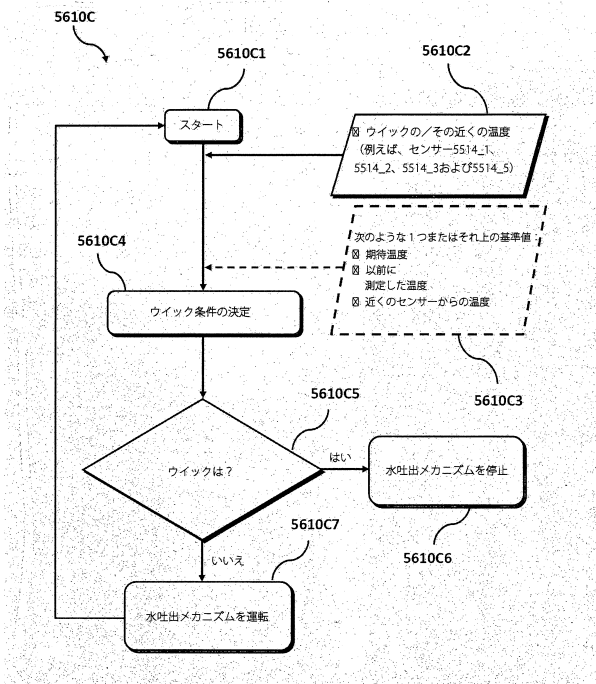 5610C
5610C1
5610C2
スタート
ウイックの／その近くの温度
（例えば、センサー5514_1、
5514_2、5514_3および5514_5）
5610C4
次のような１つまたはそれ上の基準値：
期待温度
以前に
測定した温度
近くのセンサーからの温度
ウイック条件の決定
5610C3
5610C5
ウイックは？
はい
水吐出メカニズムを停止
5610C7
5610C6
いいえ
水吐出メカニズムを運転